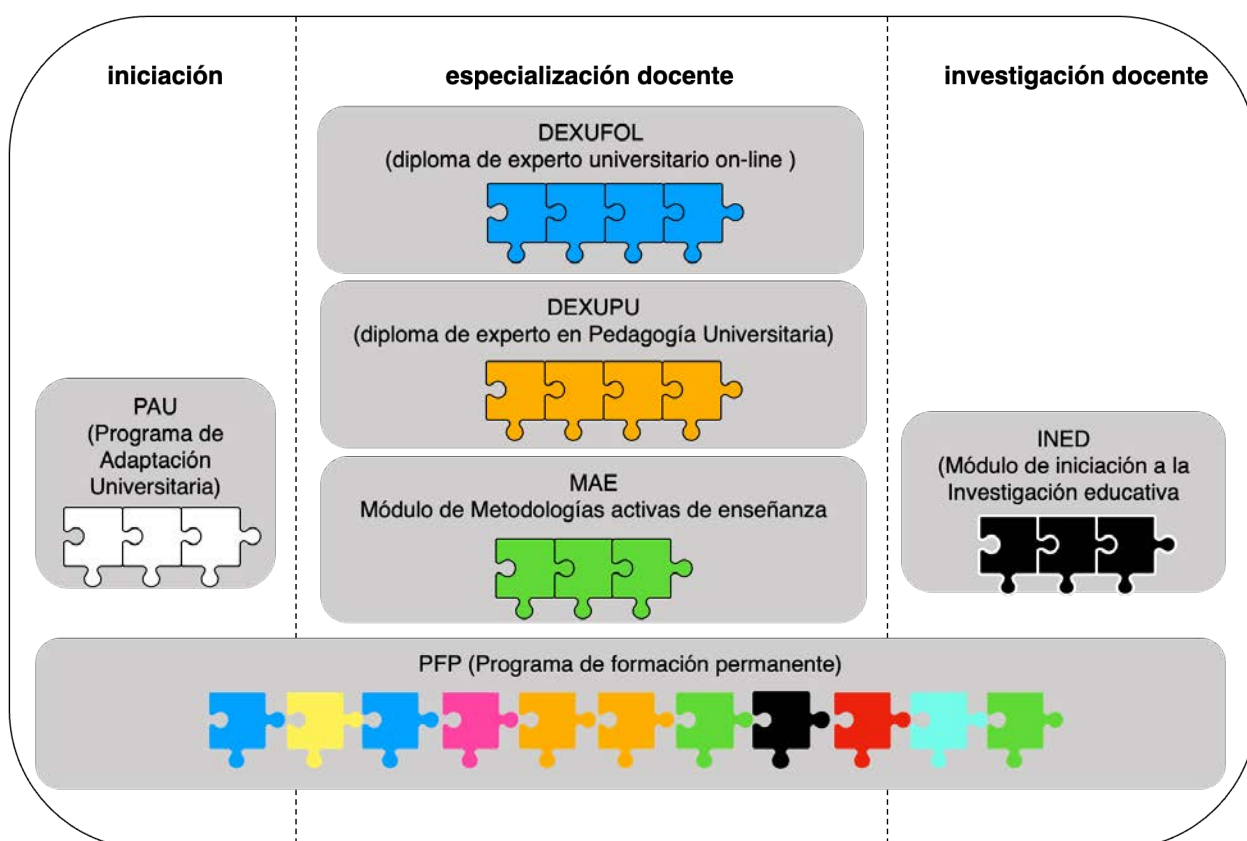 iniciación
especialización docente
investigación docente
DEXUFOL
(diploma de experto universitario on-line )
DEXUPU
(diploma de experto en Pedagogía Universitaria)
PAU
(Programa de
Adaptación
Universitaria)
MAE
Módulo de Metodologías activas de enseñanza
INED
(Módulo de iniciación a la
Investigación educativa
PFP (Programa de formación permanente)